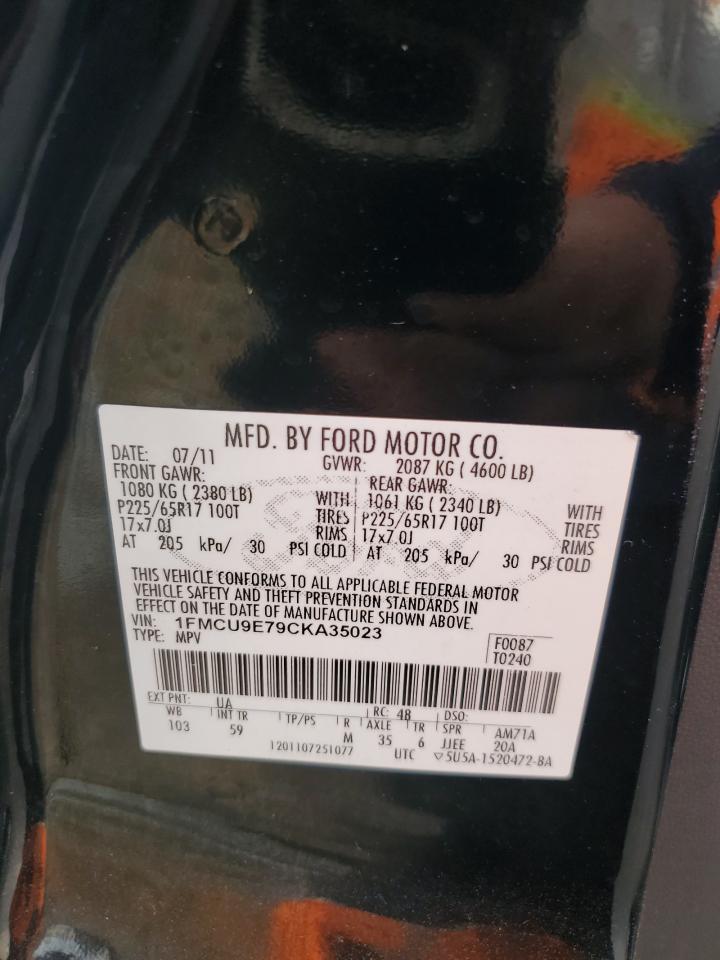 MFD. BY FORD MOTOR CO.
DATE: 07/11 GVWR: 2087 KG ( 4600 LB)
FRONT GAWR: REAR GAWR:
1080 KG ( 2380 LB) WITH 1061 KG ( 2340 LB) WITH
P225/65R17 100T TIRES P225/65R17 100T TIRES
17x7.0J RIMS 17x7.0J RIMS
AT 205 kPa/ 30 PSI COLD AT 205 kPa/ 30 PSI COLD
THIS VEHICLE CONFORMS TO ALL APPLICABLE FEDERAL MOTOR
VEHICLE SAFETY AND THEFT PREVENTION STANDARDS IN
EFFECT ON THE DATE OF MANUFACTURE SHOWN ABOVE.
VIN: 1FMCU9E79CKA35023
TYPE: MPV
F0087
T0240
EXT PNT: UA RC: 48 DSO:
WB INT TR TP/PS R AXLE TR SPR AM71A
103 59 M 35 6 JJEE 20A
1201107251077 UTC ▽5U5A-1520472-BA